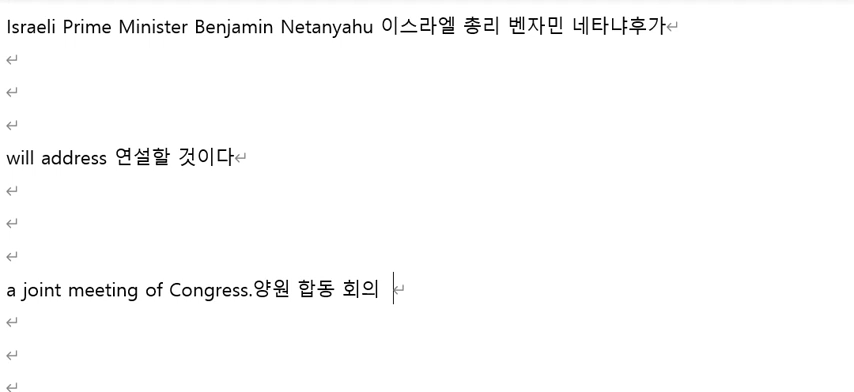 Israeli Prime Minister Benjamin Netanyahu 이스라엘 총리 벤자민 네타냐후가
will address 연설할 것이다
a joint meeting of Congress.양원 합동 회의